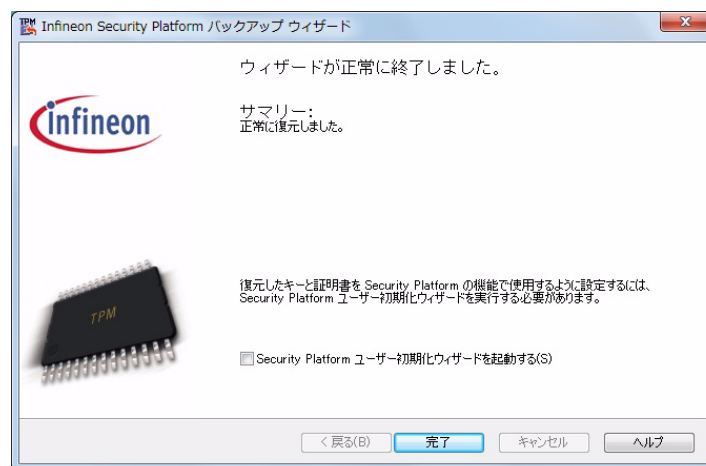 TPM
Infineon Security Platform バックアップ ウィザード
ウィザードが正常に終了しました。
infineon
サマリー:
正常に復元しました。
TPM
復元したキーと証明書を Security Platform の機能で使用するように設定するには、
Security Platform ユーザー初期化ウィザードを実行する必要があります。
Security Platform ユーザー初期化ウィザードを起動する(S)
< 戻る(B)
完了
キャンセル
ヘルプ